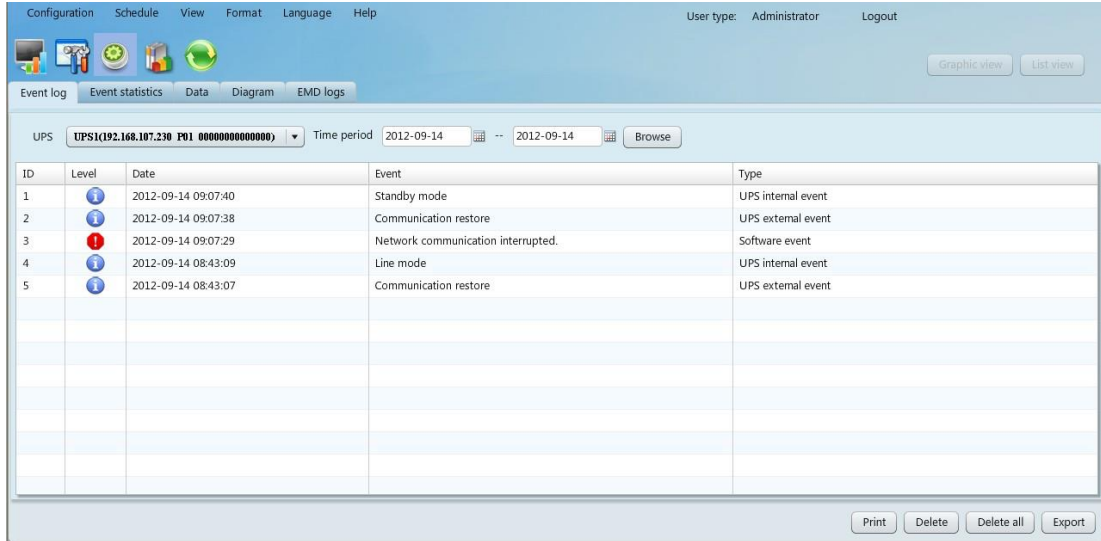 Configuration Schedule View Format Language Help User type: Administrator Logout
Graphic view List view
Event log Event statistics Data Diagram EMD logs
UPS UPS1(192.168.107.230 P01 00000000000000) Time period 2012-09-14 -- 2012-09-14 Browse
ID Level Date Event Type
1 2012-09-14 09:07:40 Standby mode UPS internal event
2 2012-09-14 09:07:38 Communication restore UPS external event
3 2012-09-14 09:07:29 Network communication interrupted. Software event
4 2012-09-14 08:43:09 Line mode UPS internal event
5 2012-09-14 08:43:07 Communication restore UPS external event
Print Delete Delete all Export